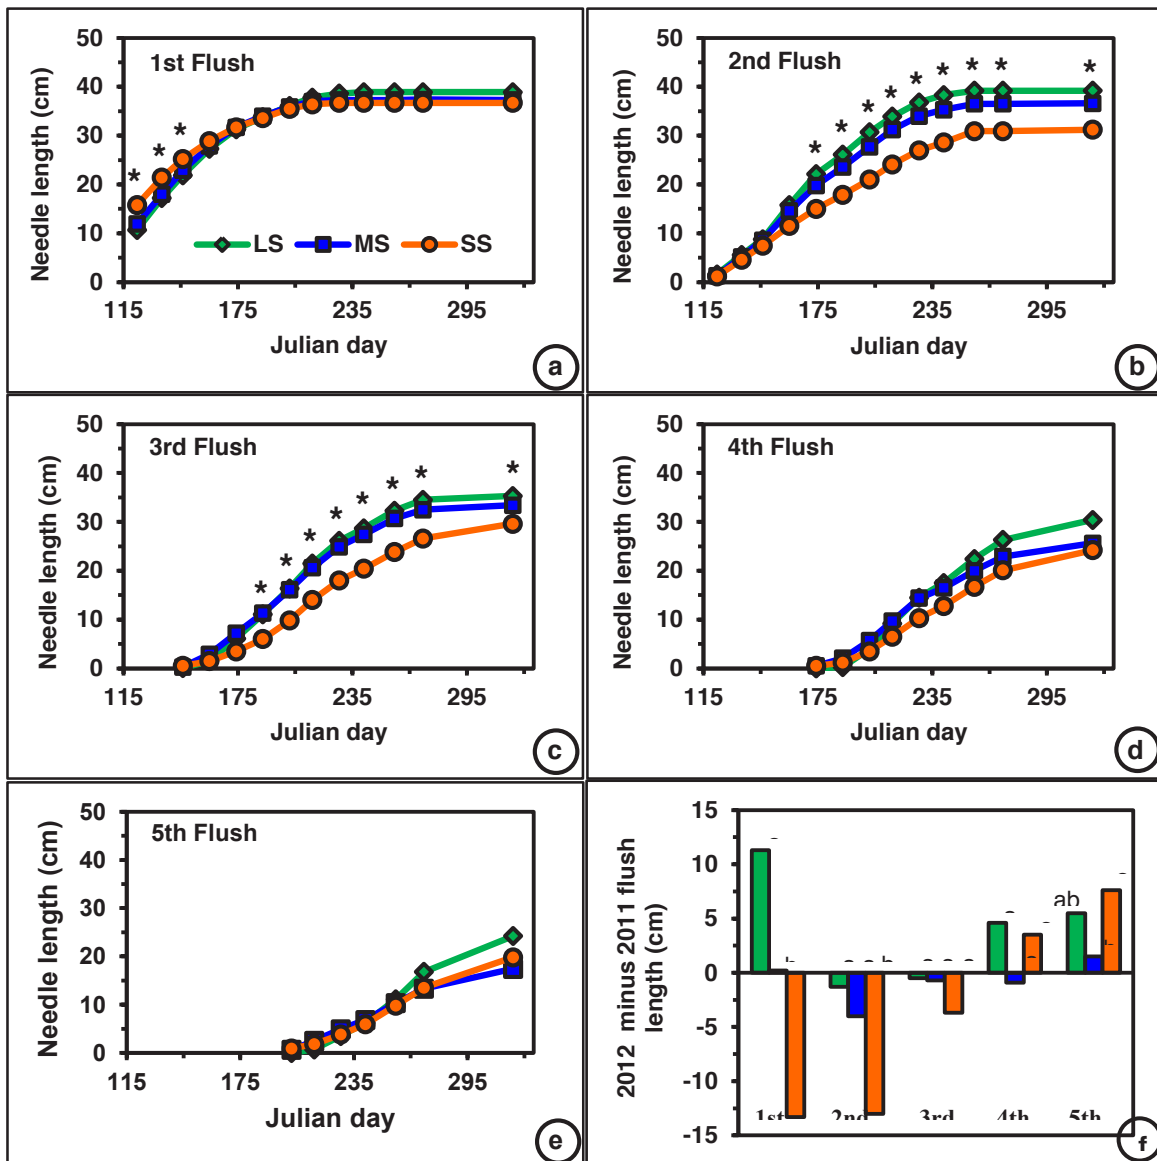 50
40
30
20
10
0
Needle length (cm)
1st Flush
*
*
*
LS MS SS
115 175 235 295
Julian day
a
50
40
30
20
10
0
Needle length (cm)
2nd Flush
* * * * * * * * *
115 175 235 295
Julian day
b
50
40
30
20
10
0
Needle length (cm)
3rd Flush
* * * * * * * *
115 175 235 295
Julian day
c
50
40
30
20
10
0
Needle length (cm)
4th Flush
115 175 235 295
Julian day
d
50
40
30
20
10
0
Needle length (cm)
5th Flush
115 175 235 295
Julian day
e
15
10
5
0
-5
-10
-15
2012 minus 2011 flush
length (cm)
ab
1st 2nd 3rd 4th 5th
f